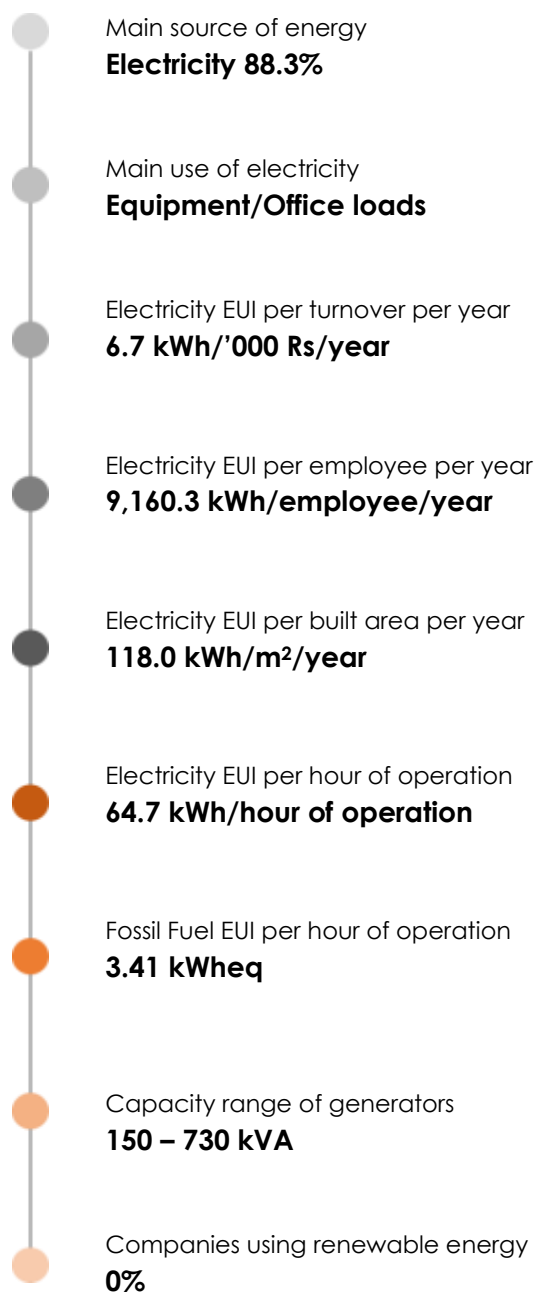 Main source of energy
Electricity 88.3%
Main use of electricity
Equipment/Office loads
Electricity EUI per turnover per year
6.7 kWh/’000 Rs/year
Electricity EUI per employee per year
9,160.3 kWh/employee/year
Electricity EUI per built area per year
118.0 kWh/m²/year
Electricity EUI per hour of operation
64.7 kWh/hour of operation
Fossil Fuel EUI per hour of operation
3.41 kWheq
Capacity range of generators
150 – 730 kVA
Companies using renewable energy
0%